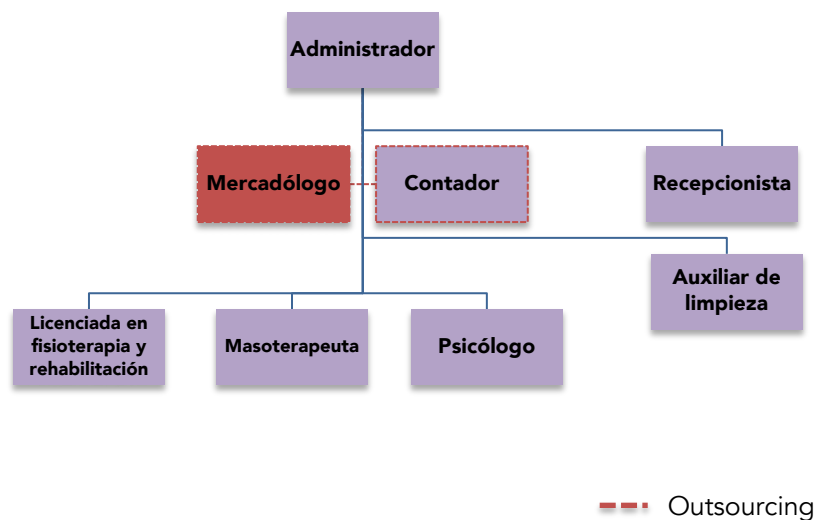 Administrador
Mercadólogo
Contador
Recepcionista
Auxiliar de
limpieza
Licenciada en
fisioterapia y
rehabilitación
Masoterapeuta
Psicólogo
Outsourcing